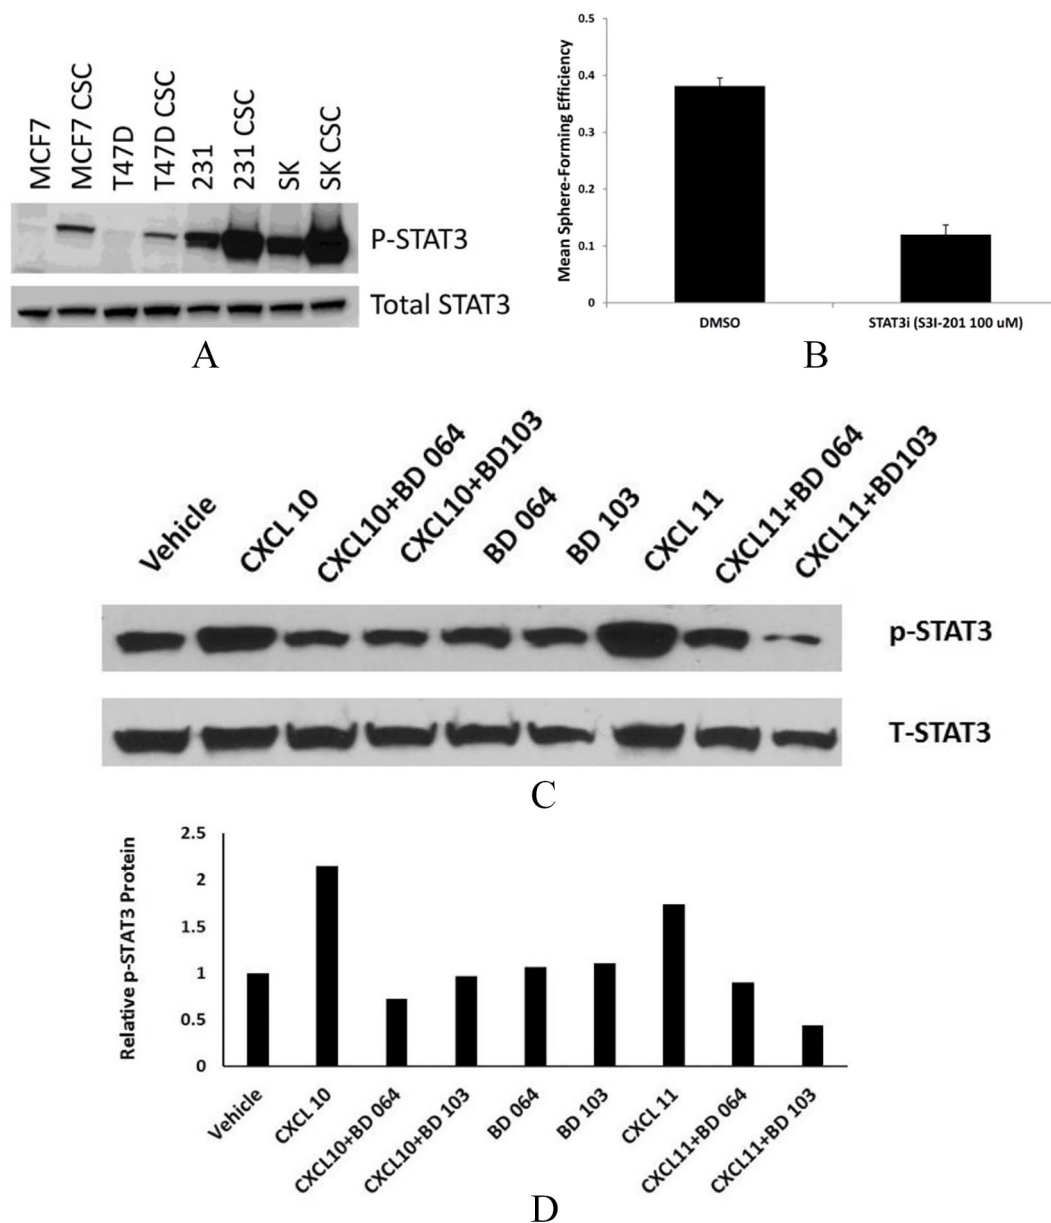 MCF7
MCF7 CSC
T47D
T47D CSC
231
231 CSC
SK
SK CSC
P-STAT3
Total STAT3
A
Mean Sphere-Forming Efficiency
0.5
0.4
0.3
0.2
0.1
0
DMSO
STAT3i (S3I-201 100 uM)
B
Vehicle
CXCL 10
CXCL10+BD 064
CXCL10+BD103
BD 064
BD 103
CXCL 11
CXCL11+BD 064
CXCL11+BD103
p-STAT3
T-STAT3
C
Relative p-STAT3 Protein
2.5
2
1.5
1
0.5
0
Vehicle
CXCL 10
CXCL10+BD 064
CXCL10+BD 103
BD 064
BD 103
CXCL 11
CXCL11+BD 064
CXCL11+BD 103
D